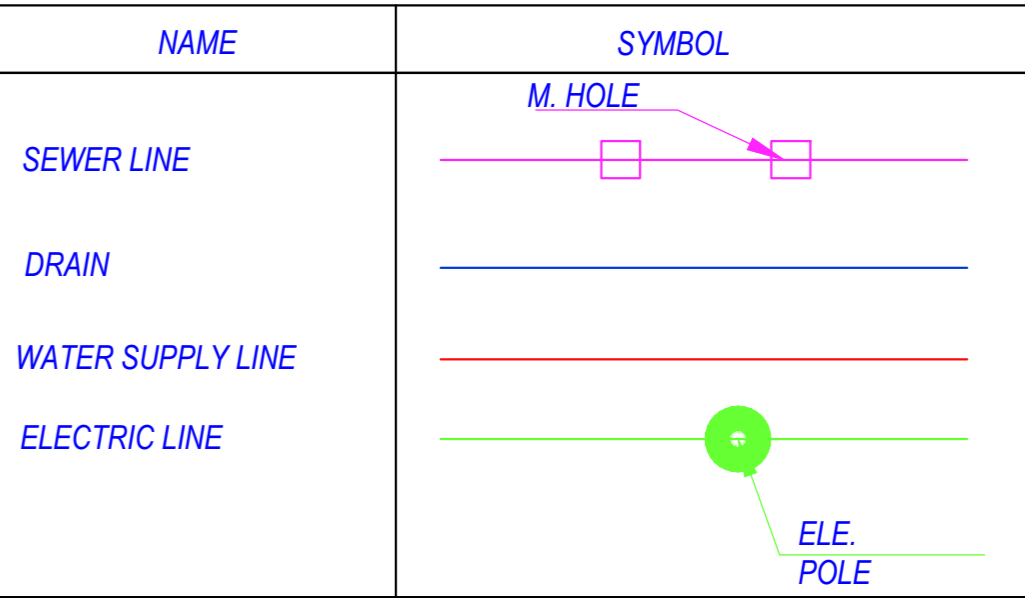 NAME
SYMBOL
M. HOLE
SEWER LINE
DRAIN
WATER SUPPLY LINE
ELECTRIC LINE
ELE.
POLE